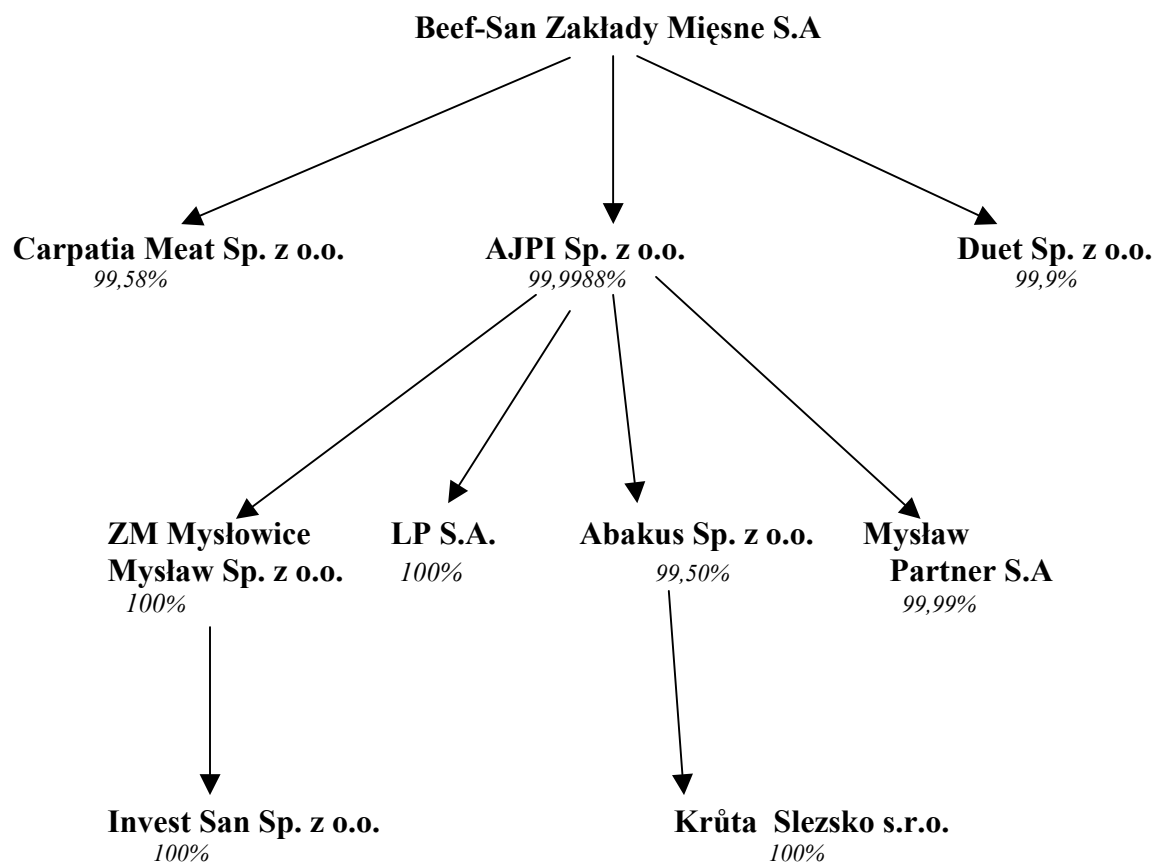 Beef-San Zakłady Mięsne S.A
Carpatia Meat Sp. z o.o.
99,58%
AJPI Sp. z o.o.
99,9988%
Duet Sp. z o.o.
99,9%
ZM Mysłowice
Mysław Sp. z o.o.
100%
LP S.A.
100%
Abakus Sp. z o.o.
99,50%
Mysław
Partner S.A
99,99%
Invest San Sp. z o.o.
100%
Krůta Slezsko s.r.o.
100%